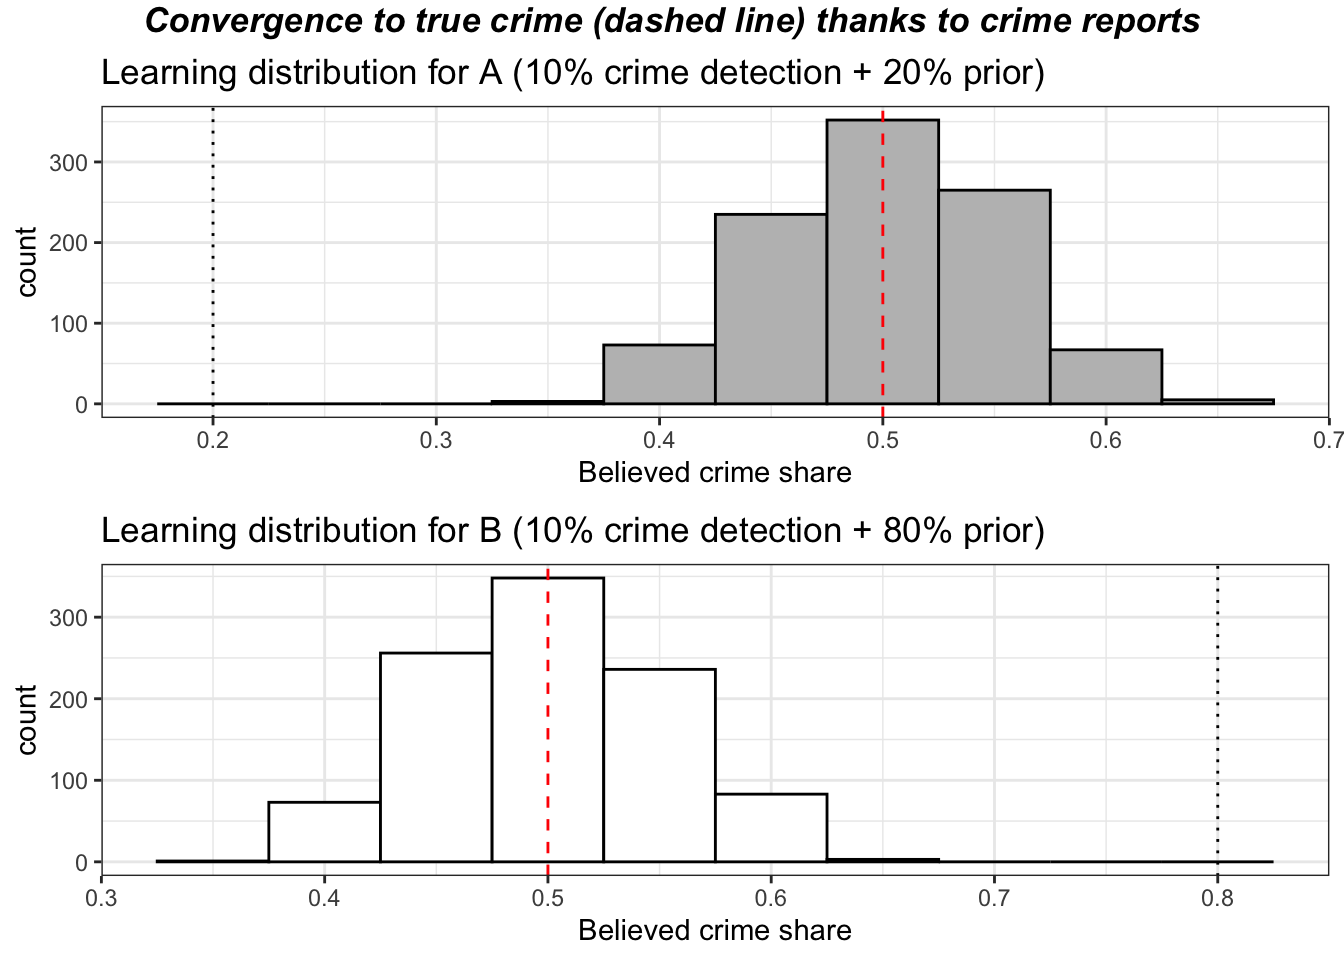 Convergence to true crime (dashed line) thanks to crime reports
Learning distribution for A (10% crime detection + 20% prior)
300
200
100
0
count
0.2 0.3 0.4 0.5 0.6 0.7
Believed crime share
Learning distribution for B (10% crime detection + 80% prior)
300
200
100
0
count
0.3 0.4 0.5 0.6 0.7 0.8
Believed crime share